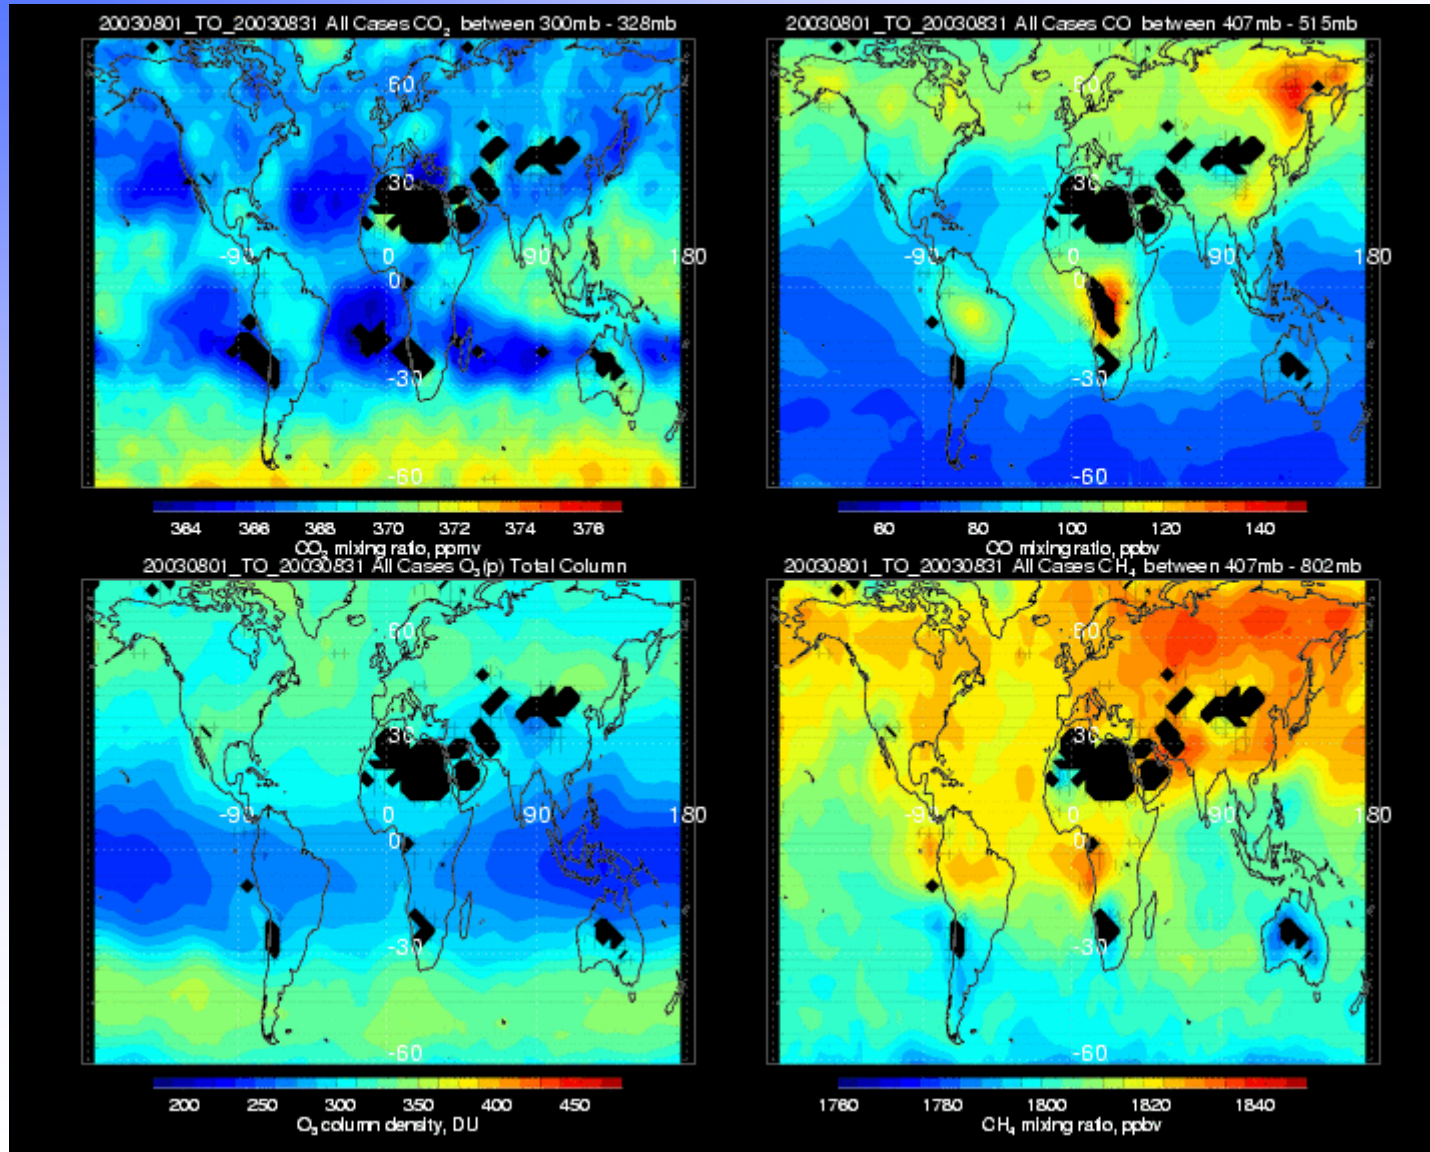 20030801_TO_20030831 All Cases CO₂ between 300mb - 328mb
60
30
-90 0 90 180
0
-30
-60
364 366 368 370 372 374 376
CO₂ mixing ratio, ppmv
20030801_TO_20030831 All Cases CO between 407mb - 515mb
60
30
-90 0 90 180
0
-30
-60
60 80 100 120 140
CO mixing ratio, ppbv
20030801_TO_20030831 All Cases O₃(p) Total Column
60
30
-90 0 90 180
0
-30
-60
200 250 300 350 400 450
O₃ column density, DU
20030801_TO_20030831 All Cases CH₄ between 407mb - 802mb
60
30
-90 0 90 180
0
-30
-60
1760 1780 1800 1820 1840
CH₄ mixing ratio, ppbv